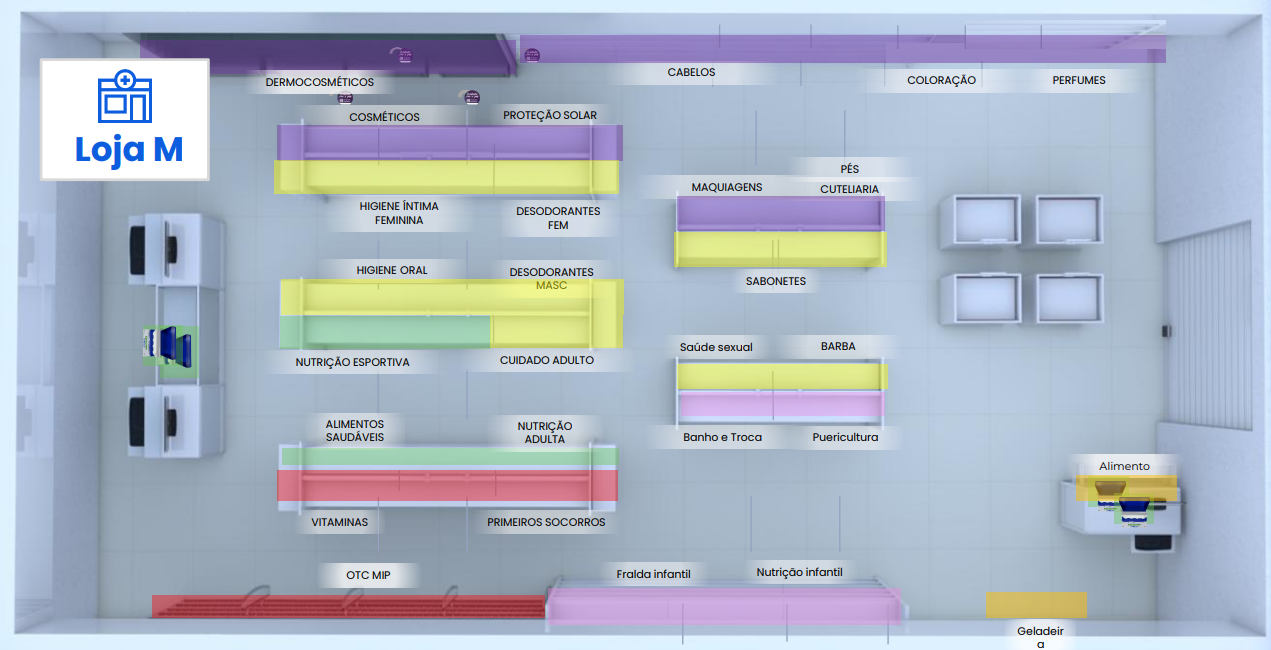 Loja M
DERMOCOSMÉTICOS
CABELOS
COLORAÇÃO
PERFUMES
COSMÉTICOS
PROTEÇÃO SOLAR
HIGIENE ÍNTIMA
FEMININA
DESODORANTES
FEM
MAQUIAGENS
PÉS
CUTELIARIA
SABONETES
HIGIENE ORAL
DESODORANTES
MASC
NUTRIÇÃO ESPORTIVA
CUIDADO ADULTO
Saúde sexual
BARBA
Banho e Troca
Puericultura
ALIMENTOS
SAUDÁVEIS
NUTRIÇÃO
ADULTA
VITAMINAS
PRIMEIROS SOCORROS
Alimento
OTC MIP
Fralda infantil
Nutrição infantil
Geladeir
a